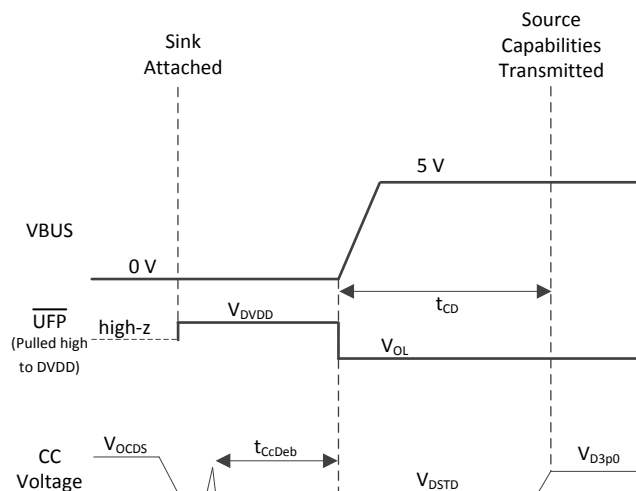 Sink
Attached
Source
Capabilities
Transmitted
5 V
VBUS
0 V
tCD
UFP
(Pulled high
to DVDD)
high-z
VDVDD
VOL
CC
Voltage
VOCDS
tCcDeb
VDSTD
VD3p0